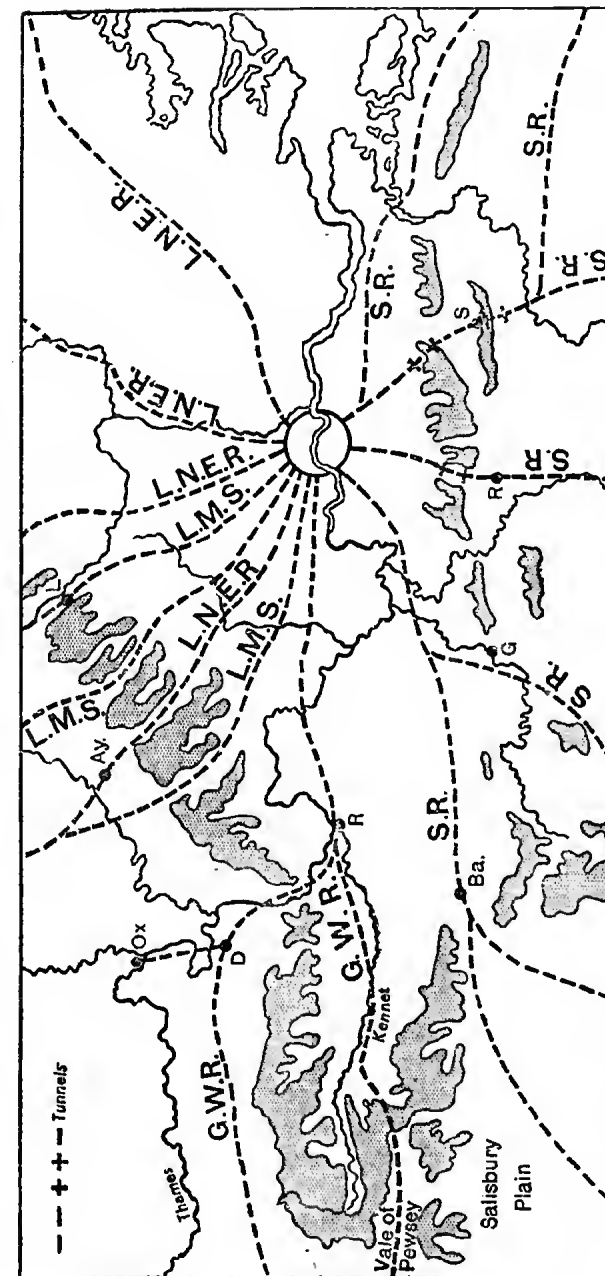 Tunnels
Thames
Ox
D
G.W.R.
G.W.R.
R
Kennet
Vale of
Pewsey
Salisbury
Plain
Ay.
L.M.S.
L.M.S.
L.N.E.R
L.M.S.
L.N.E.R.
L.N.E.R.
L.N.E.R.
L
S.R.
Ba.
S.R.
G
S.R.
R
S.R.
S
S.R.
S.R.